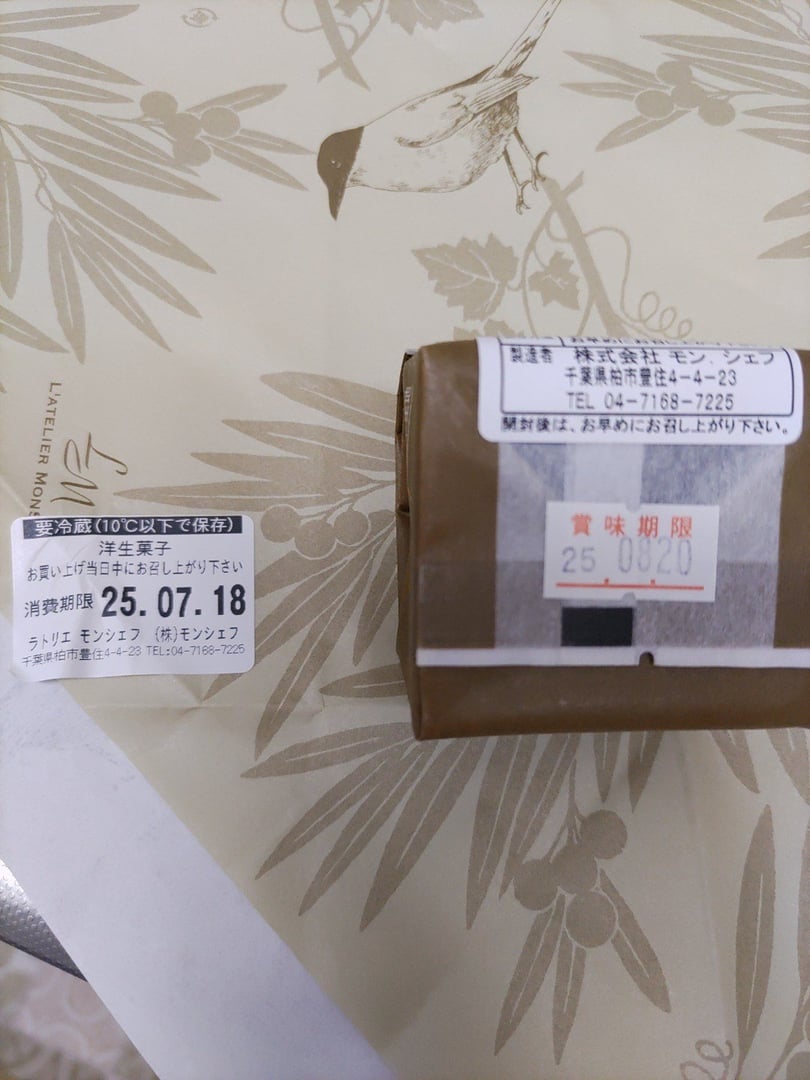 L'ATELIER MONS
要冷蔵(10℃以下で保存)
洋生菓子
お買い上げ当日中にお召し上がり下さい
消費期限 25.07.18
ラトリエ モンシェフ (株)モンシェフ
千葉県柏市豊住4-4-23 TEL:04-7168-7225
製造者 株式会社 モン.シェフ
千葉県柏市豊住4-4-23
TEL 04-7168-7225
開封後は、お早めにお召し上がり下さい。
賞味期限
25 0820